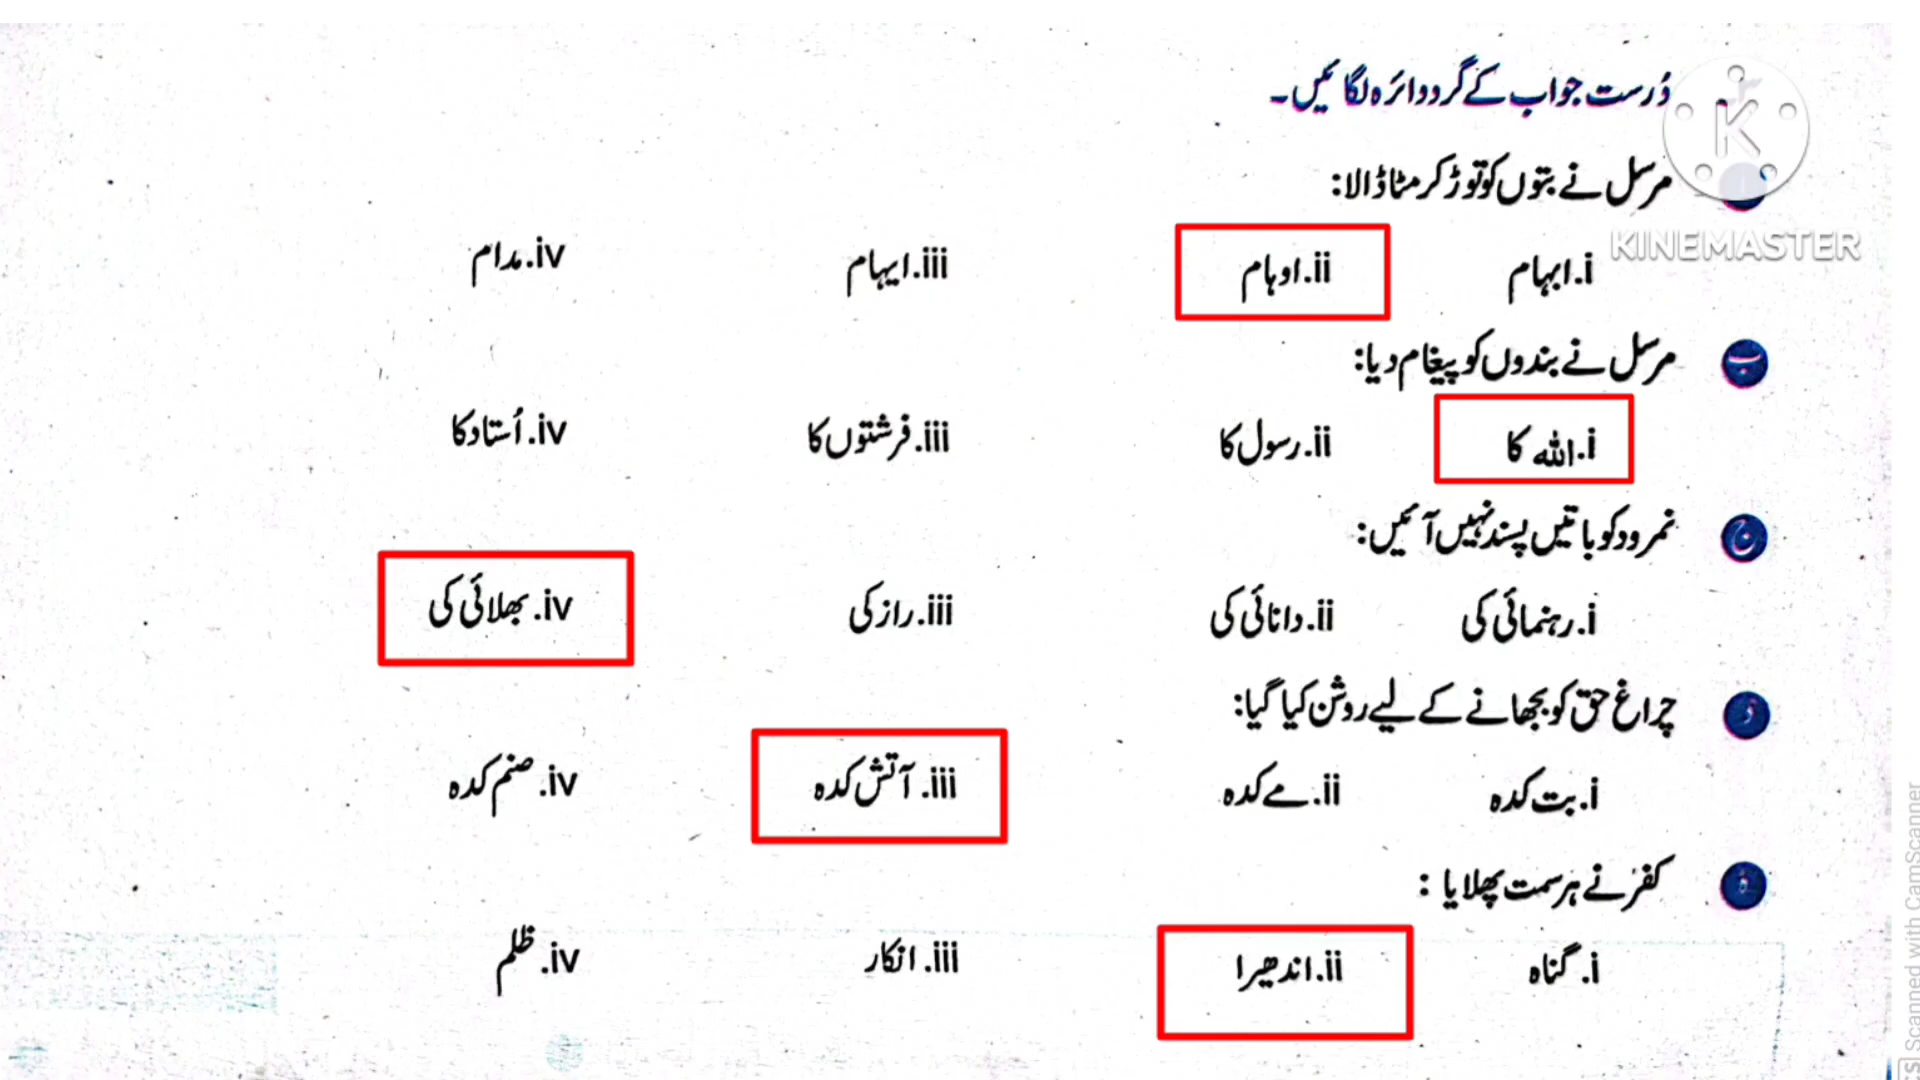 دُرست جواب کے گرد دائرہ لگائیں۔
KINEMASTER
مرسل نے بتوں کو توڑ کر مٹا ڈالا:
i. ابہام ii. اوہام iii. ایہام iv. مدام
ب مرسل نے بندوں کو پیغام دیا:
i. اللہ کا ii. رسول کا iii. فرشتوں کا iv. اُستاد کا
ج نمرود کو باتیں پسند نہیں آئیں:
i. رہنمائی کی ii. دانائی کی iii. راز کی iv. بھلائی کی
د چراغ حق کو بجھانے کے لیے روشن کیا گیا:
i. بت کدہ ii. مے کدہ iii. آتش کدہ iv. صنم کدہ
ہ کفر نے ہر سمت پھلایا :
i. گناہ ii. اندھیرا iii. انکار iv. ظلم
CS Scanned with CamScanner